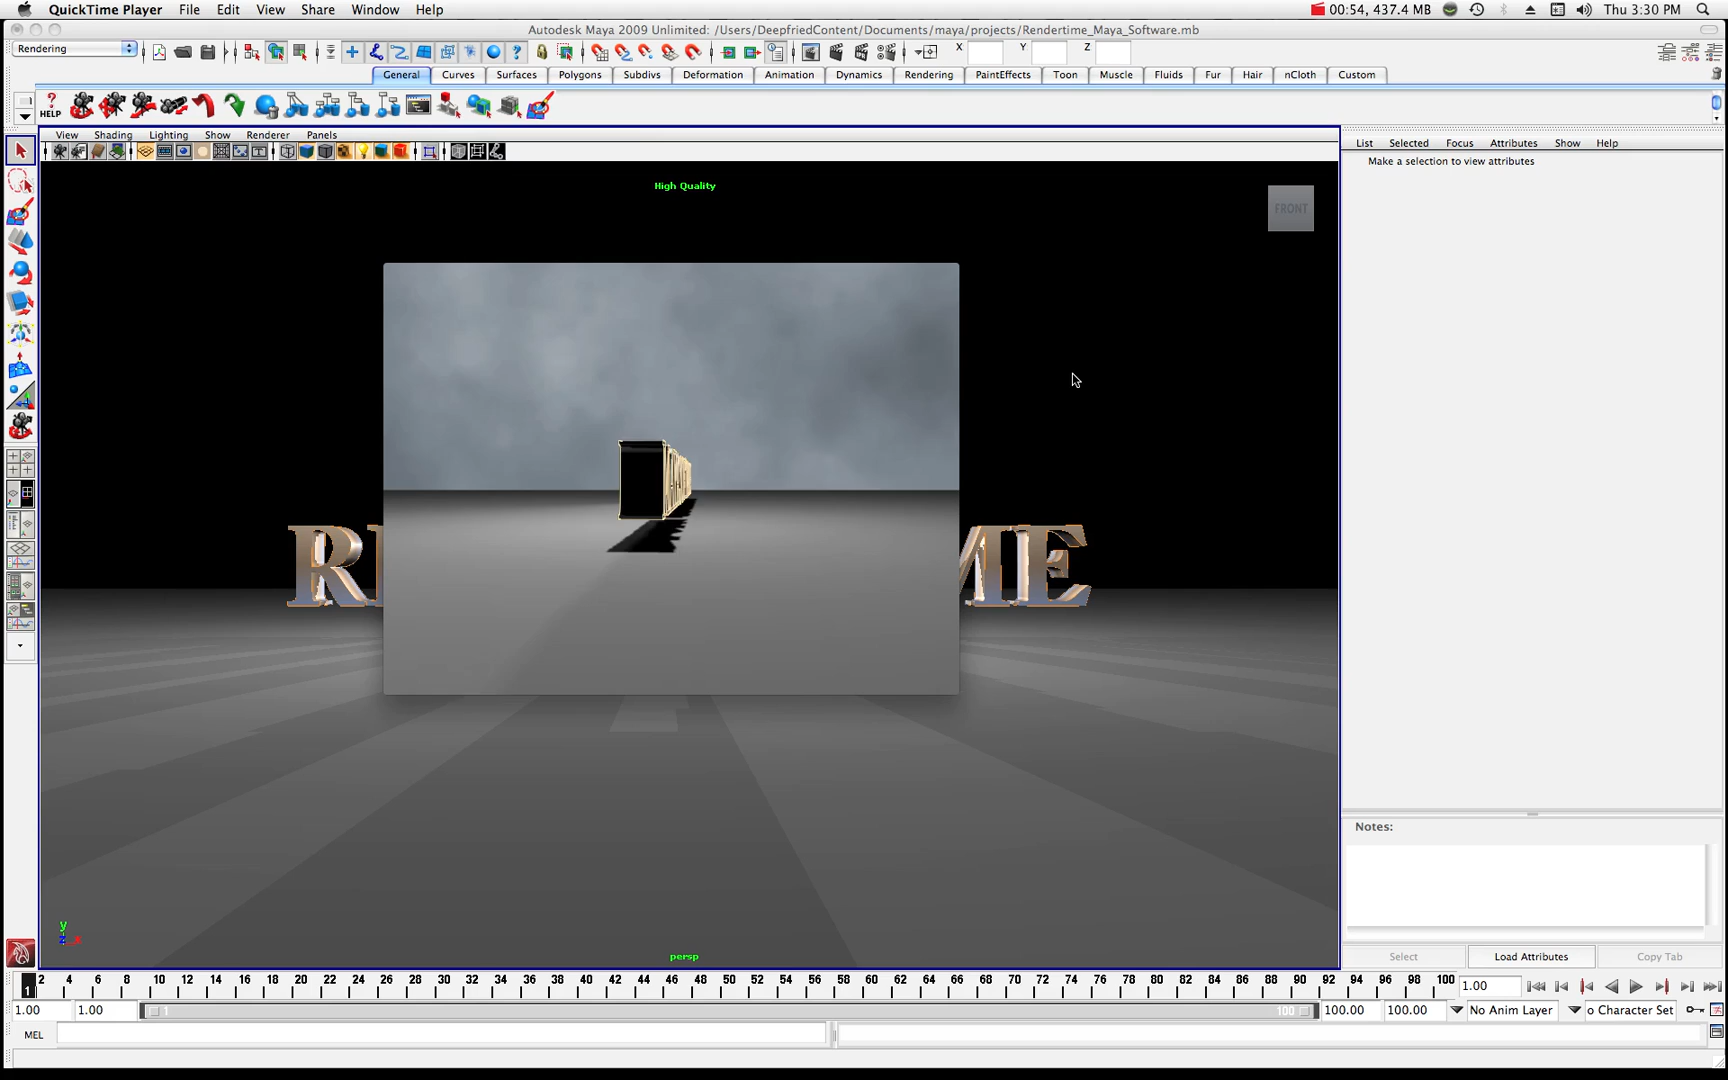 QuickTime Player File Edit View Share Window Help 00:54, 437.4 MB Thu 3:30 PM
Autodesk Maya 2009 Unlimited: /Users/DeepfriedContent/Documents/maya/projects/Rendertime_Maya_Software.mb
Rendering X Y Z
General Curves Surfaces Polygons Subdivs Deformation Animation Dynamics Rendering PaintEffects Toon Muscle Fluids Fur Hair nCloth Custom
HELP
View Shading Lighting Show Renderer Panels
List Selected Focus Attributes Show Help
Make a selection to view attributes
High Quality
FRONT
R ME
Notes:
y
z x
persp
Select Load Attributes Copy Tab
1 2 4 6 8 10 12 14 16 18 20 22 24 26 28 30 32 34 36 38 40 42 44 46 48 50 52 54 56 58 60 62 64 66 68 70 72 74 76 78 80 82 84 86 88 90 92 94 96 98 100 1.00
1.00 1.00 1 100 100.00 100.00 No Anim Layer o Character Set
MEL